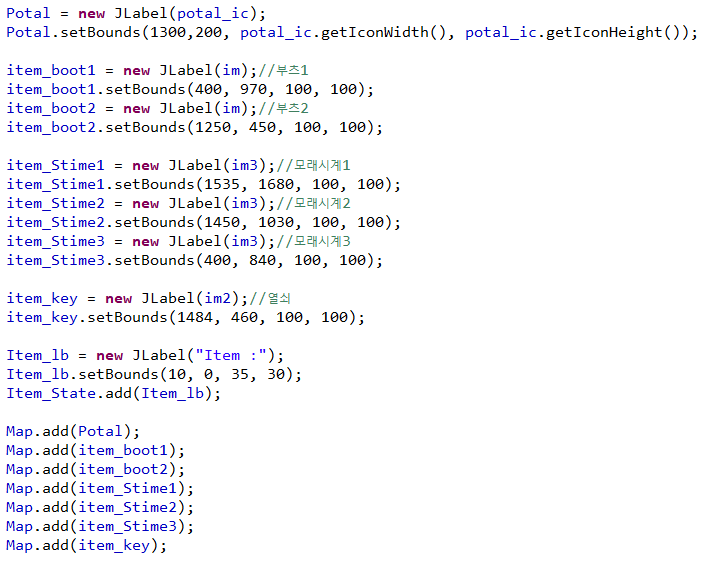 Potal = new JLabel(potal_ic);
Potal.setBounds(1300,200, potal_ic.getIconWidth(), potal_ic.getIconHeight());
item_boot1 = new JLabel(im);//부츠1
item_boot1.setBounds(400, 970, 100, 100);
item_boot2 = new JLabel(im);//부츠2
item_boot2.setBounds(1250, 450, 100, 100);
item_Stime1 = new JLabel(im3);//모래시계1
item_Stime1.setBounds(1535, 1680, 100, 100);
item_Stime2 = new JLabel(im3);//모래시계2
item_Stime2.setBounds(1450, 1030, 100, 100);
item_Stime3 = new JLabel(im3);//모래시계3
item_Stime3.setBounds(400, 840, 100, 100);
item_key = new JLabel(im2);//열쇠
item_key.setBounds(1484, 460, 100, 100);
Item_lb = new JLabel("Item :");
Item_lb.setBounds(10, 0, 35, 30);
Item_State.add(Item_lb);
Map.add(Potal);
Map.add(item_boot1);
Map.add(item_boot2);
Map.add(item_Stime1);
Map.add(item_Stime2);
Map.add(item_Stime3);
Map.add(item_key);